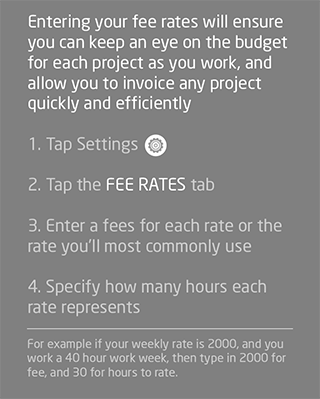 Entering your fee rates will ensure
you can keep an eye on the budget
for each project as you work, and
allow you to invoice any project
quickly and efficiently
1. Tap Settings
2. Tap the FEE RATES tab
3. Enter a fees for each rate or the
rate you'll most commonly use
4. Specify how many hours each
rate represents
For example if your weekly rate is 2000, and you
work a 40 hour work week, then type in 2000 for
fee, and 30 for hours to rate.